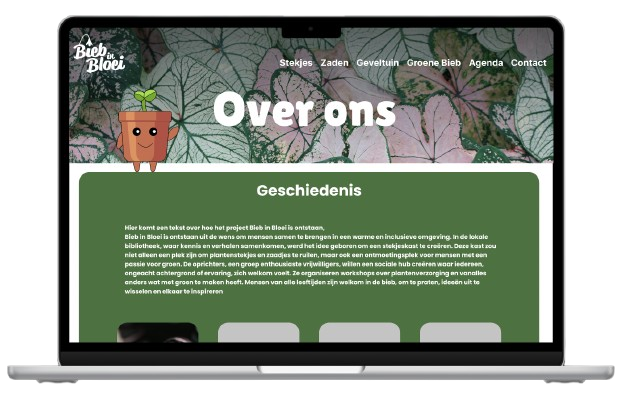 Bieb in
Bloei
Stekjes Zaden Geveltuin Groene Bieb Agenda Contact
Over ons
Geschiedenis
Hier komt een tekst over hoe het project Bieb in Bloei is ontstaan,
Bieb in Bloei is ontstaan uit de wens om mensen samen te brengen in een warme en inclusieve omgeving. In de lokale
bibliotheek, waar kennis en verhalen samenkomen, werd het idee geboren om een stekjeskast te creëren. Deze kast zou
niet alleen een plek zijn om plantenstekjes en zaadjes te ruilen, maar ook een ontmoetingsplek voor mensen met een
passie voor groen. De oprichters, een groep enthousiaste vrijwilligers, willen een sociale hub creëren waar iedereen,
ongeacht achtergrond of ervaring, zich welkom voelt. Ze organiseren workshops over plantenverzorging en vanalles
anders wat met groen te maken heeft. Mensen van alle leeftijden zijn welkom in de bieb, om te praten, ideeën uit te
wisselen en elkaar te inspireren